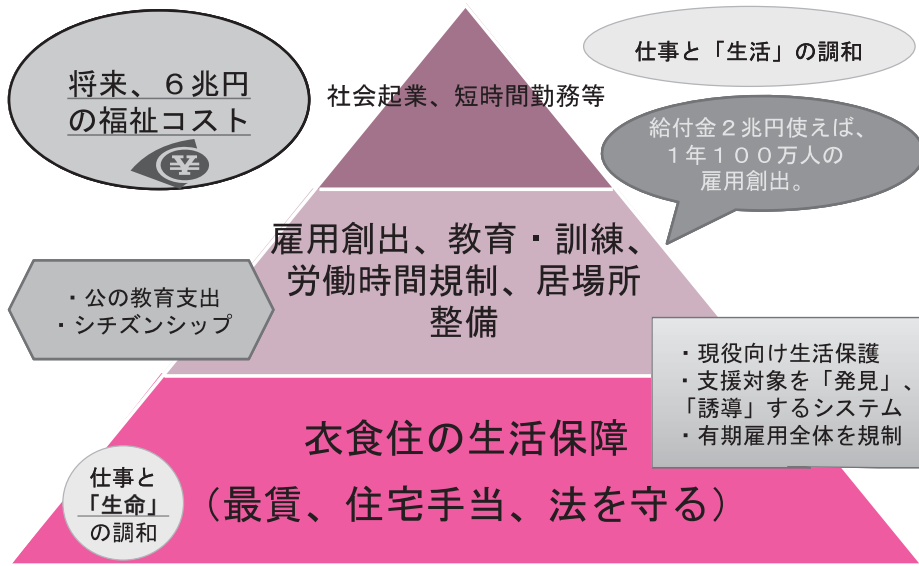 将来、６兆円
の福祉コスト
¥
社会起業、短時間勤務等
仕事と「生活」の調和
給付金２兆円使えば、
１年１００万人の
雇用創出。
雇用創出、教育・訓練、
労働時間規制、居場所
整備
・公の教育支出
・シチズンシップ
・現役向け生活保護
・支援対象を「発見」、
「誘導」するシステム
・有期雇用全体を規制
衣食住の生活保障
（最賃、住宅手当、法を守る）
仕事と
「生命」
の調和